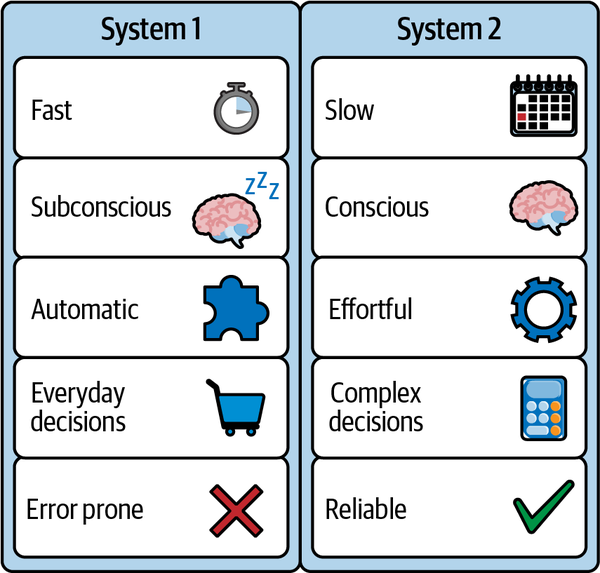 System 1
Fast
zzz
Subconscious
Automatic
Everyday
decisions
Error prone
System 2
Slow
Conscious
Effortful
Complex
decisions
Reliable